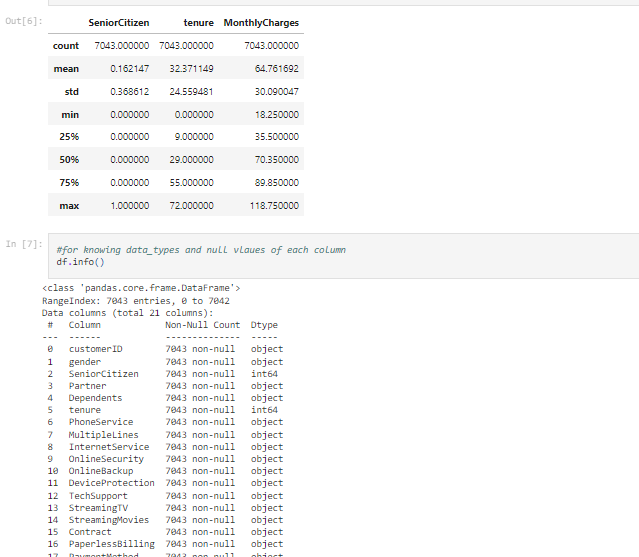 Out[6]:
SeniorCitizen tenure MonthlyCharges
count 7043.000000 7043.000000 7043.000000
mean 0.162147 32.371149 64.761692
std 0.368612 24.559481 30.090047
min 0.000000 0.000000 18.250000
25% 0.000000 9.000000 35.500000
50% 0.000000 29.000000 70.350000
75% 0.000000 55.000000 89.850000
max 1.000000 72.000000 118.750000
In [7]:
#for knowing data_types and null vlaues of each column
df.info()
<class 'pandas.core.frame.DataFrame'>
RangeIndex: 7043 entries, 0 to 7042
Data columns (total 21 columns):
# Column Non-Null Count Dtype
--- ------ -------------- -----
0 customerID 7043 non-null object
1 gender 7043 non-null object
2 SeniorCitizen 7043 non-null int64
3 Partner 7043 non-null object
4 Dependents 7043 non-null object
5 tenure 7043 non-null int64
6 PhoneService 7043 non-null object
7 MultipleLines 7043 non-null object
8 InternetService 7043 non-null object
9 OnlineSecurity 7043 non-null object
10 OnlineBackup 7043 non-null object
11 DeviceProtection 7043 non-null object
12 TechSupport 7043 non-null object
13 StreamingTV 7043 non-null object
14 StreamingMovies 7043 non-null object
15 Contract 7043 non-null object
16 PaperlessBilling 7043 non-null object
17 PaymentMethod 7043 non-null object